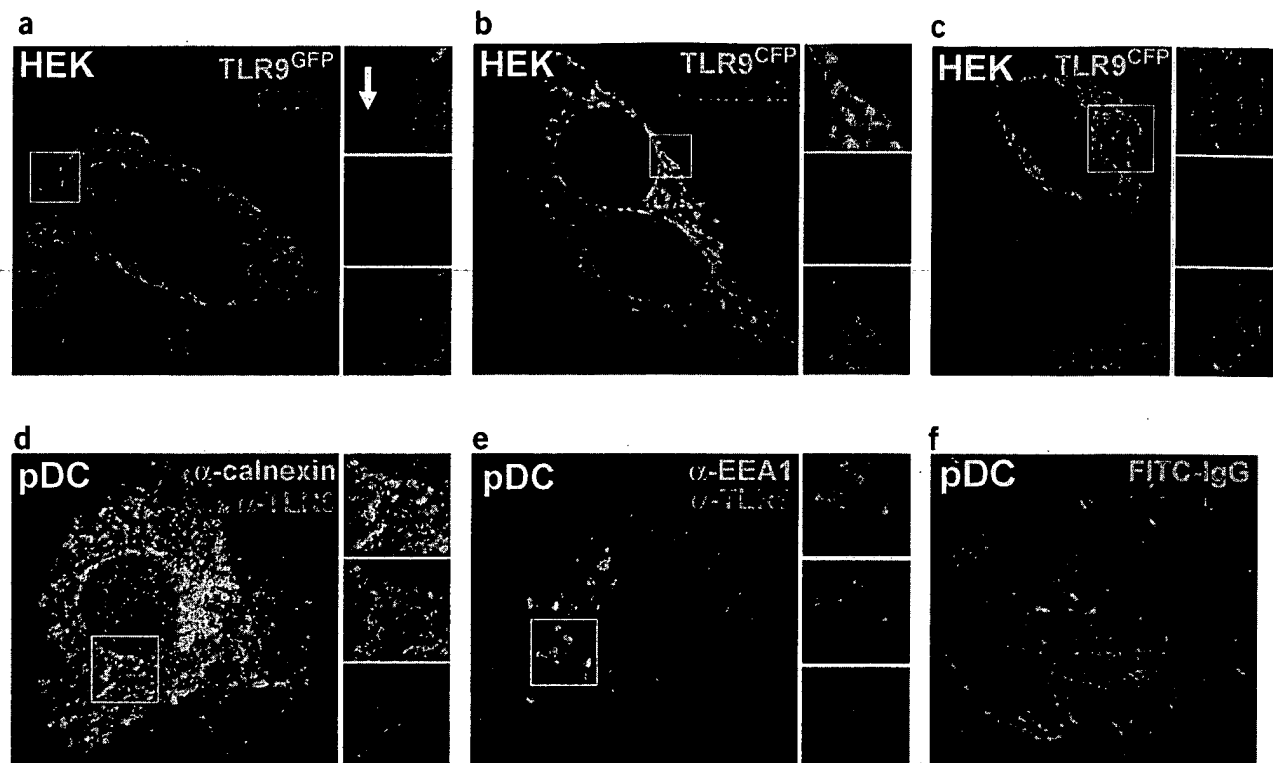 a
HEK TLR9GFP
b
HEK TLR9CFP
c
HEK TLR9CFP
d
pDC α-calnexin
e
pDC α-EEA1
f
pDC FITC-IgG